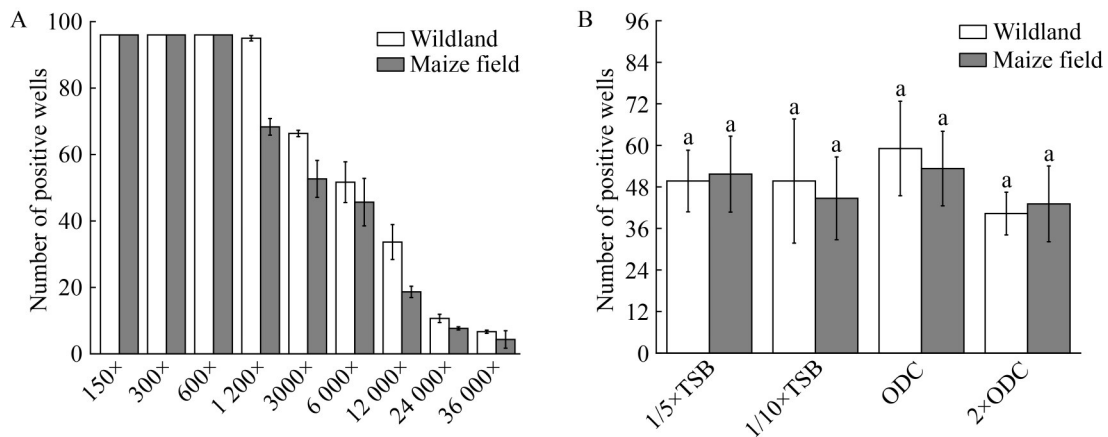 A
Number of positive wells
100
80
60
40
20
0
Wildland
Maize field
150×
300×
600×
1 200×
3000×
6 000×
12 000×
24 000×
36 000×
B
Number of positive wells
96
84
72
60
48
36
24
12
0
Wildland
Maize field
a a a a a a a a
1/5×TSB
1/10×TSB
ODC
2×ODC